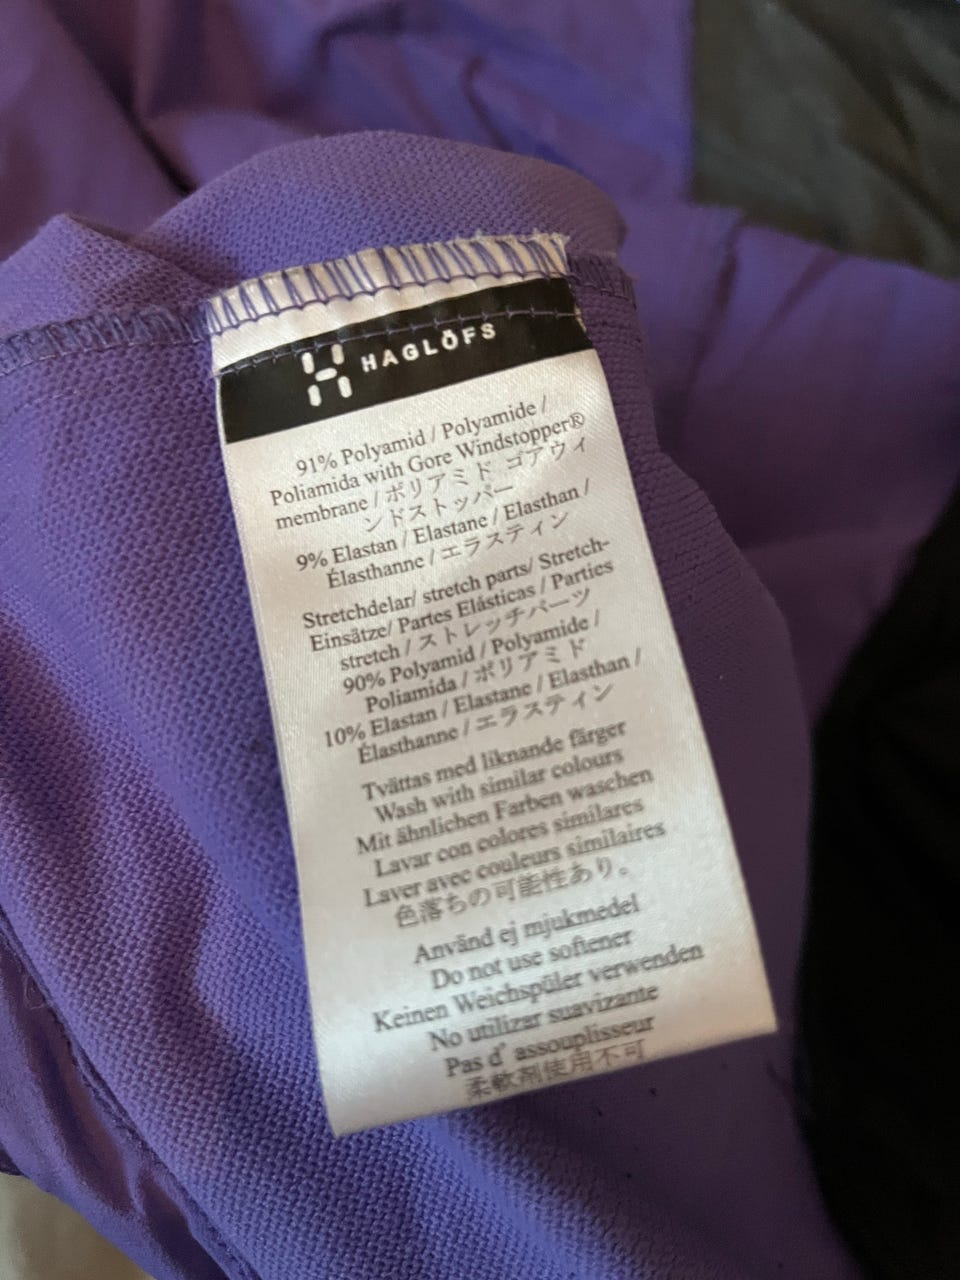 HAGLÖFS
91% Polyamid / Polyamide /
Poliamida with Gore Windstopper®
membrane / ポリアミド ゴアウィ
ンドストッパー
9% Elastan / Elastane / Elasthan /
Élasthanne / エラスティン
Stretchdelar/ stretch parts/ Stretch-
Einsätze/ Partes Elásticas / Parties
stretch / ストレッチパーツ
90% Polyamid / Polyamide /
Poliamida / ポリアミド
10% Elastan / Elastane / Elasthan /
Élasthanne / エラスティン
Tvättas med liknande färger
Wash with similar colours
Mit ähnlichen Farben waschen
Lavar con colores similares
Laver avec couleurs similaires
色落ちの可能性あり。
Använd ej mjukmedel
Do not use softener
Keinen Weichspüler verwenden
No utilizar suavizante
Pas d' assouplisseur
柔軟剤使用不可